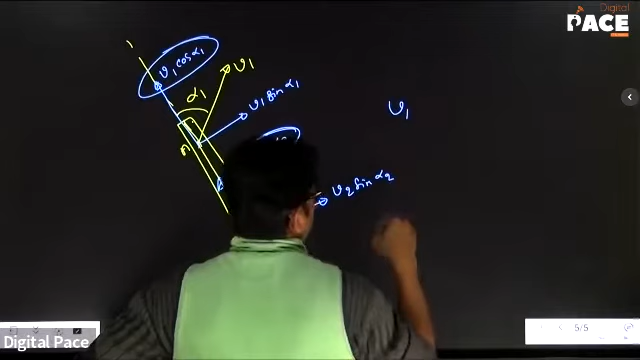 Digital
PACE
v₁ cos α₁
v₁
α₁
v₁ sin α₁
v₁
v₂ sin α₂
5/5
Digital Pace